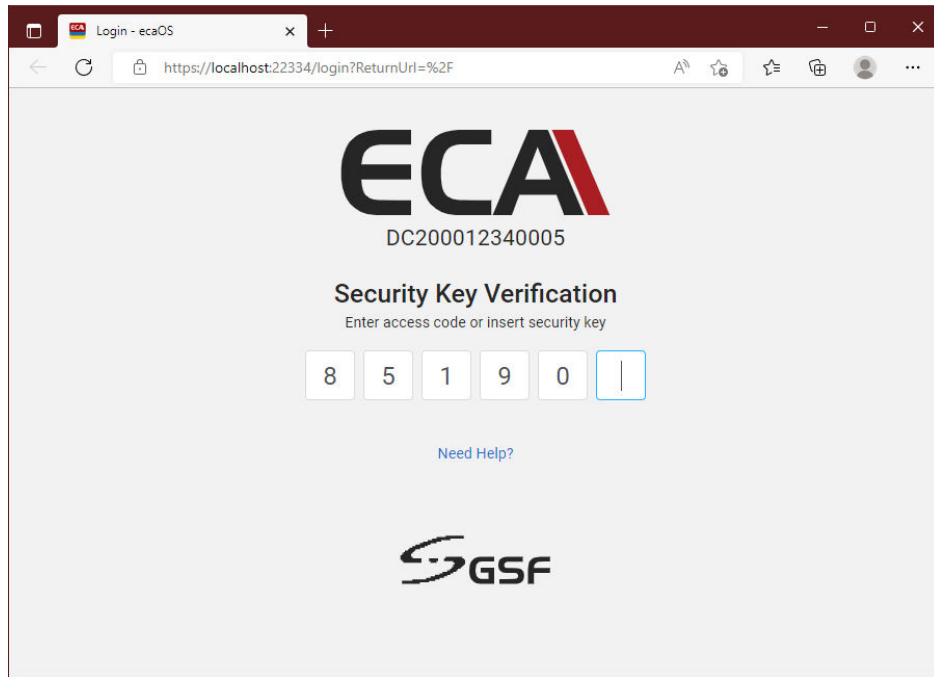 ECA Login - ecaOS
https://localhost:22334/login?ReturnUrl=%2F
ECA
DC200012340005
Security Key Verification
Enter access code or insert security key
8 5 1 9 0
Need Help?
GSF